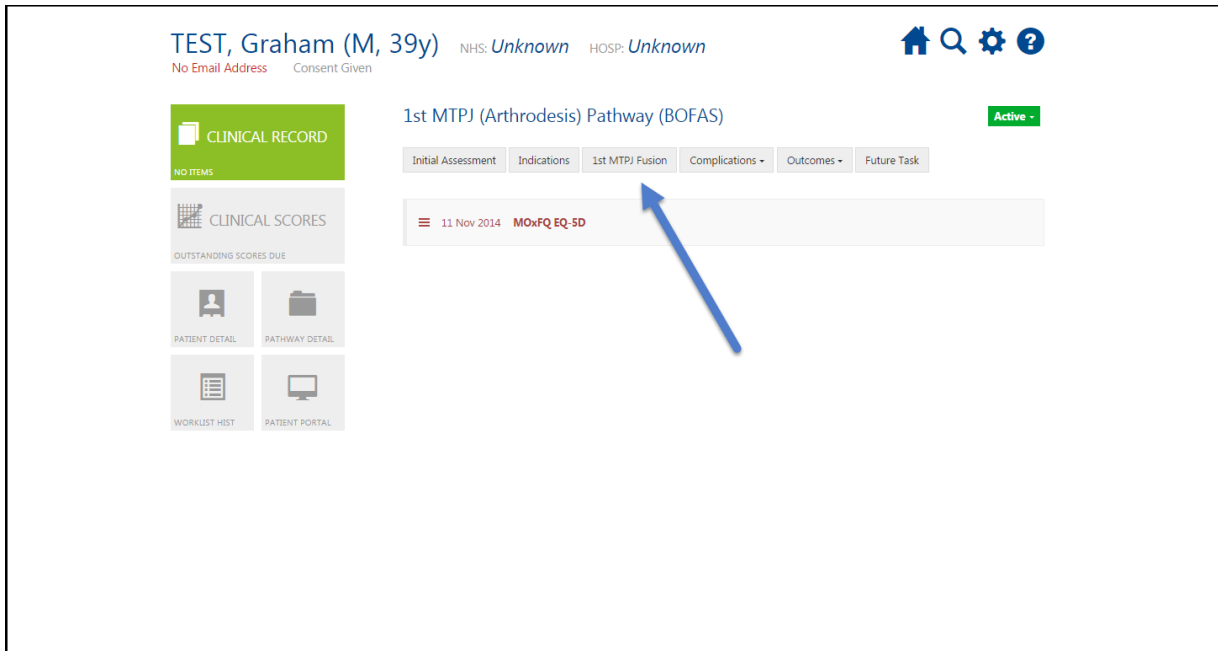 TEST, Graham (M, 39y) NHS: Unknown HOSP: Unknown
No Email Address Consent Given
CLINICAL RECORD
NO ITEMS
CLINICAL SCORES
OUTSTANDING SCORES DUE
PATIENT DETAIL PATHWAY DETAIL
WORKLIST HIST PATIENT PORTAL
1st MTPJ (Arthrodesis) Pathway (BOFAS) Active
Initial Assessment Indications 1st MTPJ Fusion Complications Outcomes Future Task
11 Nov 2014 MOxFQ EQ-5D